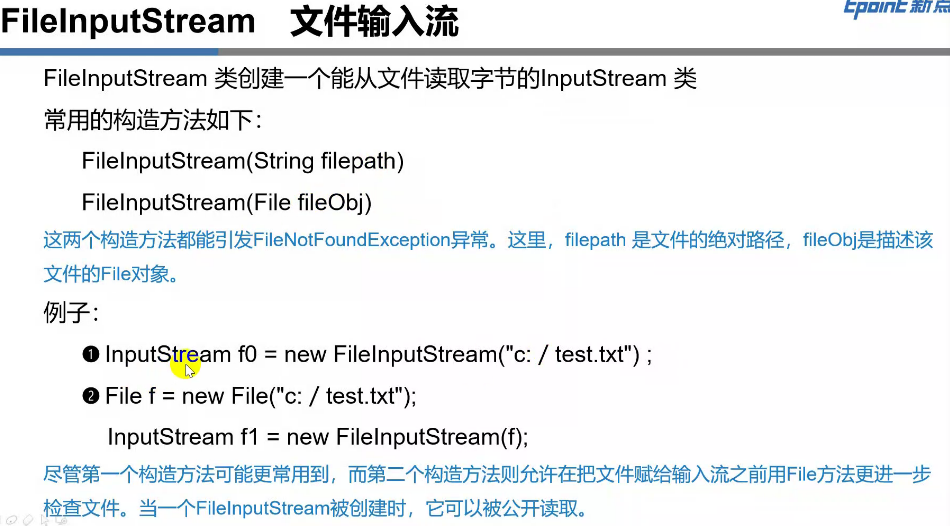 FileInputStream 文件输入流
Epoint 新点
FileInputStream 类创建一个能从文件读取字节的InputStream 类
常用的构造方法如下：
FileInputStream(String filepath)
FileInputStream(File fileObj)
这两个构造方法都能引发FileNotFoundException异常。这里，filepath 是文件的绝对路径，fileObj是描述该
文件的File对象。
例子：
❶ InputStream f0 = new FileInputStream("c: / test.txt") ;
❷ File f = new File("c: / test.txt");
InputStream f1 = new FileInputStream(f);
尽管第一个构造方法可能更常用到，而第二个构造方法则允许在把文件赋给输入流之前用File方法更进一步
检查文件。当一个FileInputStream被创建时，它可以被公开读取。